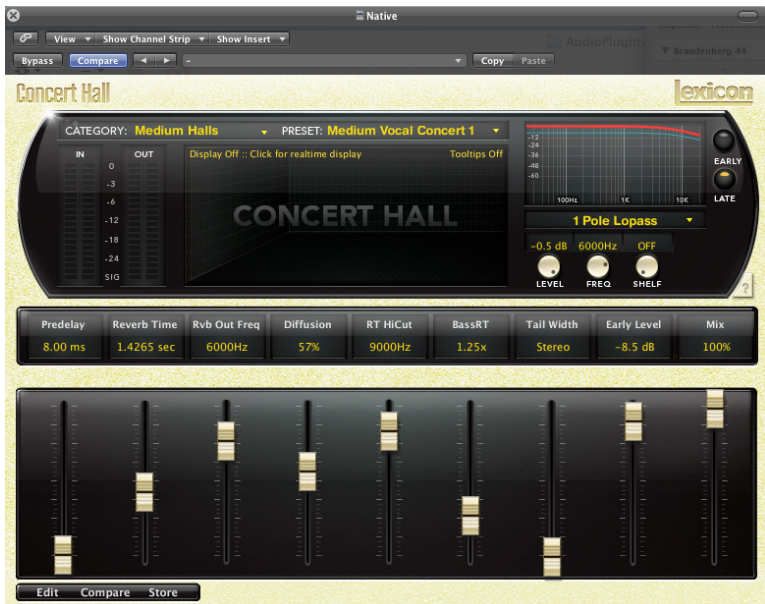 Native
View Show Channel Strip Show Insert
AudioPlugins
Bypass Compare - Copy Paste
Brandenberg 44
Concert Hall lexicon
CATEGORY: Medium Halls PRESET: Medium Vocal Concert 1
IN OUT
Display Off :: Click for realtime display Tooltips Off
0
-3
-6
-12
-18
-24
SIG
CONCERT HALL
-12
-24
-36
-48
-60
100Hz 1K 10K
EARLY
LATE
1 Pole Lopass
-0.5 dB 6000Hz OFF
LEVEL FREQ SHELF
?
Predelay Reverb Time Rvb Out Freq Diffusion RT HiCut BassRT Tail Width Early Level Mix
8.00 ms 1.4265 sec 6000Hz 57% 9000Hz 1.25x Stereo -8.5 dB 100%
Edit Compare Store